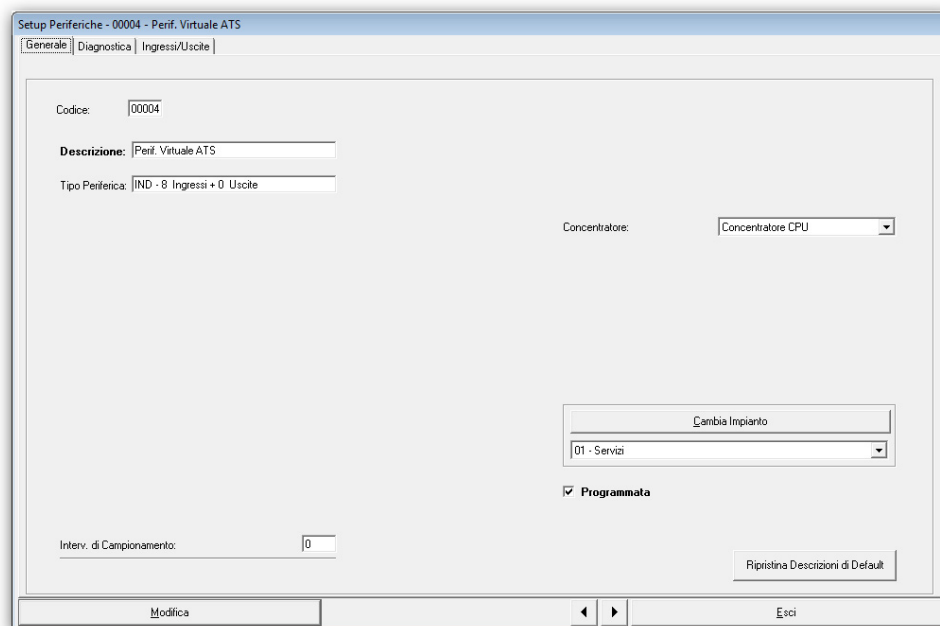 Setup Periferiche - 00004 - Perif. Virtuale ATS
Generale Diagnostica Ingressi/Uscite
Codice: 00004
Descrizione: Perif. Virtuale ATS
Tipo Periferica: IND - 8 Ingressi + 0 Uscite
Concentratore: Concentratore CPU
Cambia Impianto
01 - Servizi
Programmata
Interv. di Campionamento: 0
Ripristina Descrizioni di Default
Modifica Esci